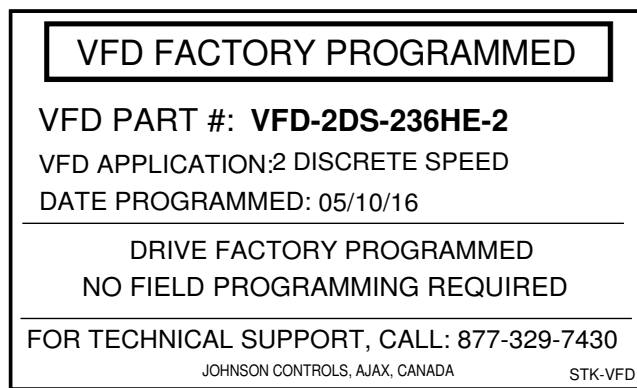 VFD FACTORY PROGRAMMED
VFD PART #: VFD-2DS-236HE-2
VFD APPLICATION:2 DISCRETE SPEED
DATE PROGRAMMED: 05/10/16
DRIVE FACTORY PROGRAMMED
NO FIELD PROGRAMMING REQUIRED
FOR TECHNICAL SUPPORT, CALL: 877-329-7430
JOHNSON CONTROLS, AJAX, CANADA STK-VFD